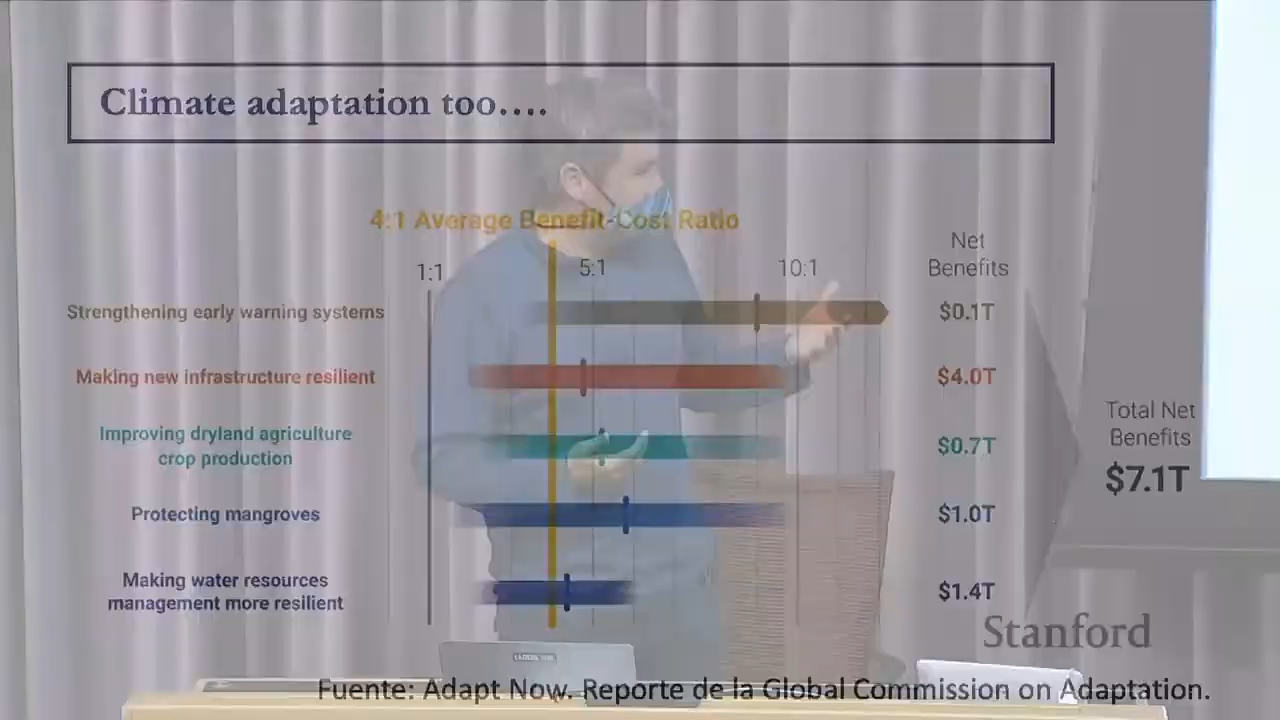 Climate adaptation too....
4:1 Average Benefit-Cost Ratio
1:1
5:1
10:1
Net
Benefits
Strengthening early warning systems
$0.1T
Making new infrastructure resilient
$4.0T
Improving dryland agriculture
crop production
$0.7T
Protecting mangroves
$1.0T
Making water resources
management more resilient
$1.4T
Total Net
Benefits
$7.1T
Stanford
Fuente: Adapt Now. Reporte de la Global Commission on Adaptation.